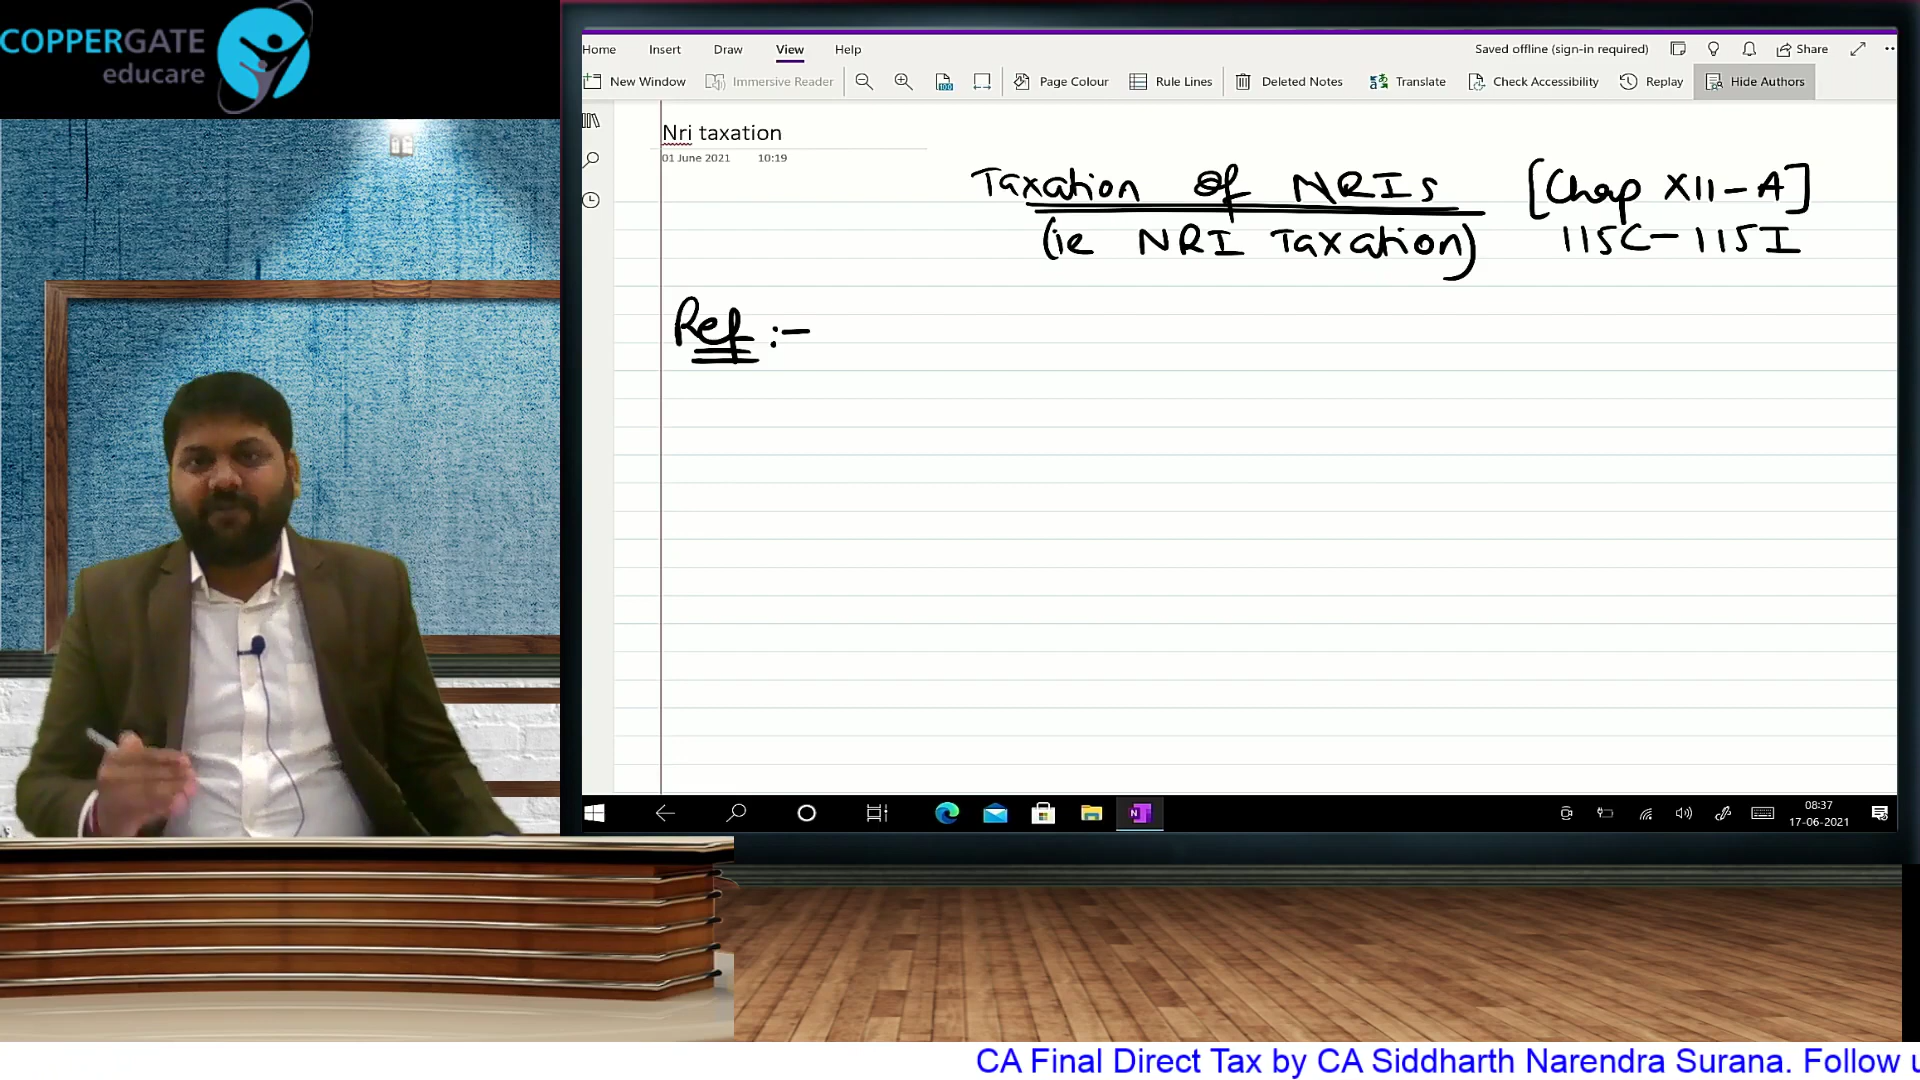 COPPERGATE
educare
Home Insert Draw View Help
Saved offline (sign-in required) Share
New Window Immersive Reader 100 Page Colour Rule Lines Deleted Notes Translate Check Accessibility Replay Hide Authors
Nri taxation
01 June 2021 10:19
Taxation of NRIs [Chap XII-A]
(ie NRI Taxation) 115C-115I
Ref :-
08:37
17-06-2021
CA Final Direct Tax by CA Siddharth Narendra Surana. Follow u